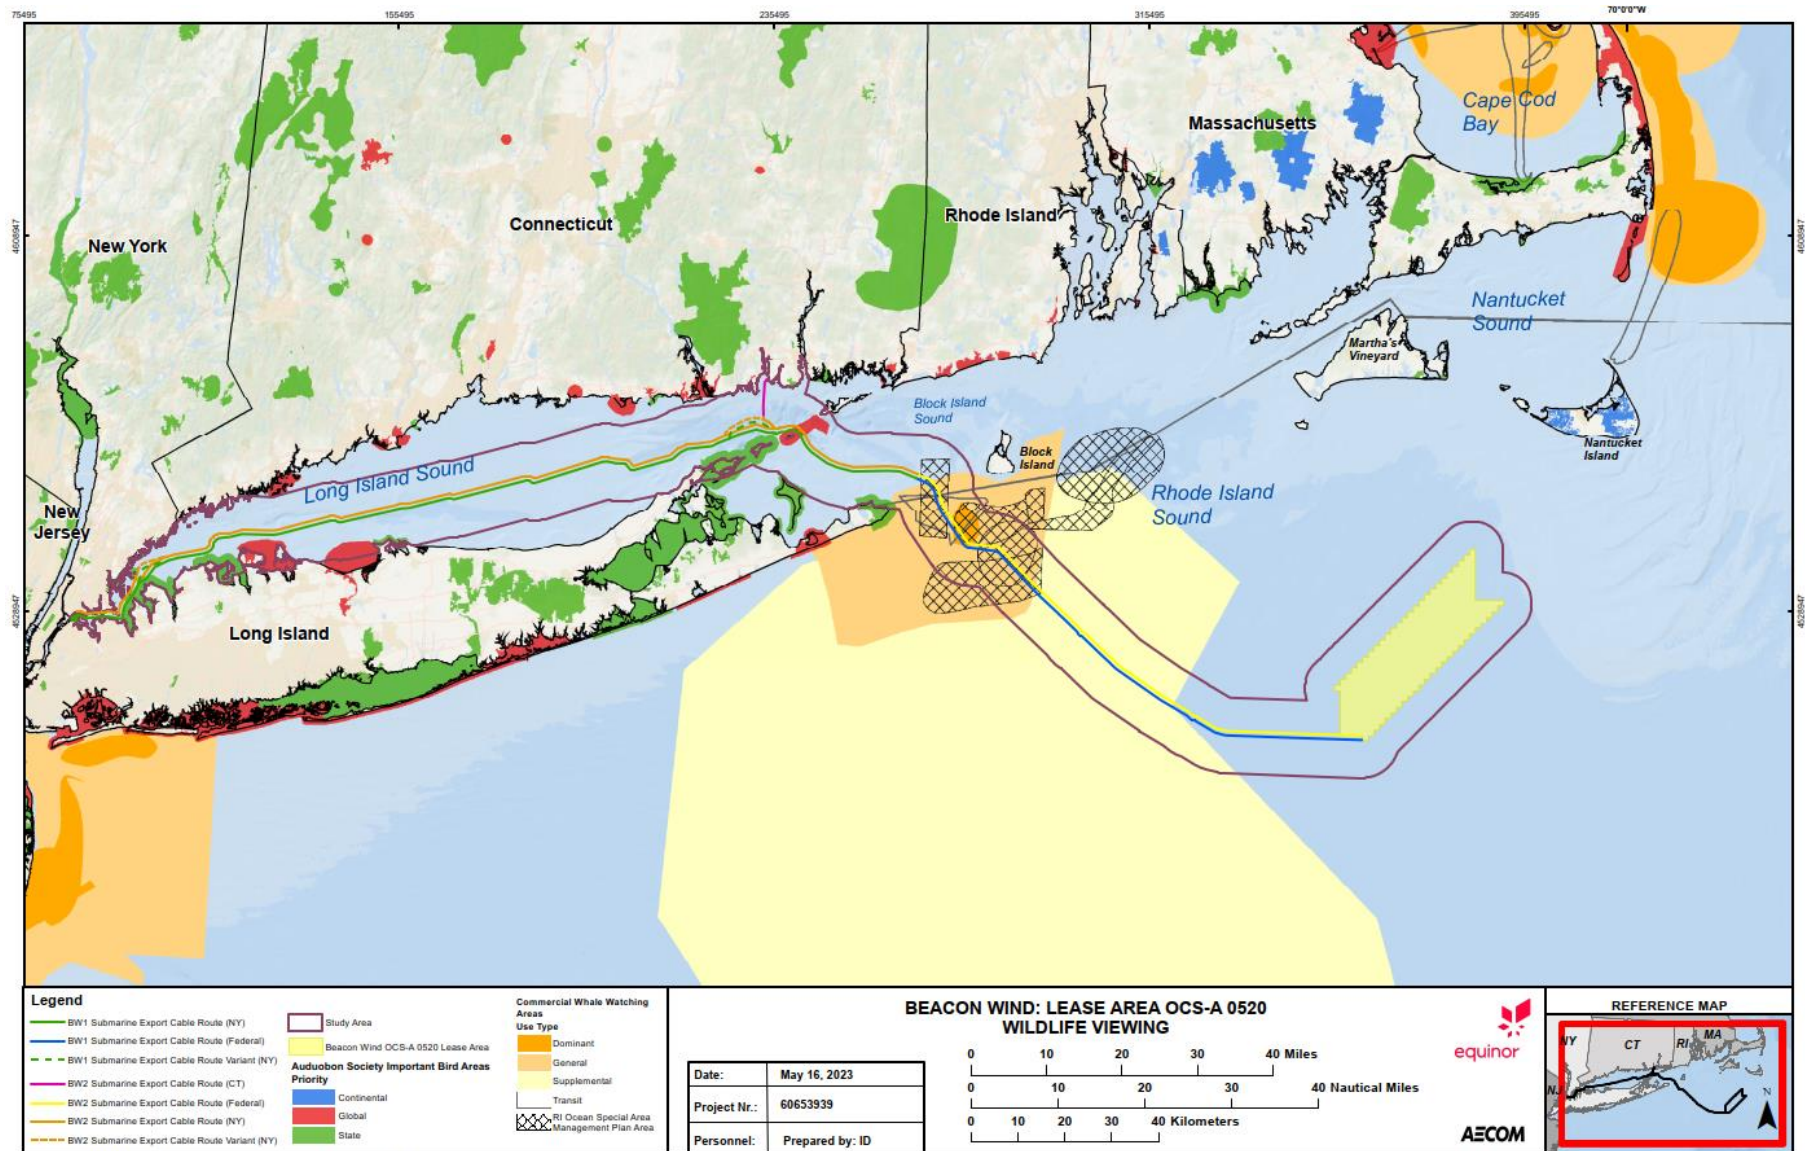 75495
155495
235495
315495
395495
70°0'0"W
Cape Cod
Bay
Massachusetts
Connecticut
Rhode Island
New York
4608947
4608947
Nantucket
Sound
Martha's
Vineyard
Block Island
Sound
Nantucket
Island
Block
Island
Long Island Sound
Rhode Island
Sound
New
Jersey
4528947
4528947
Long Island
Legend
BW1 Submarine Export Cable Route (NY)
BW1 Submarine Export Cable Route (Federal)
BW1 Submarine Export Cable Route Variant (NY)
BW2 Submarine Export Cable Route (CT)
BW2 Submarine Export Cable Route (Federal)
BW2 Submarine Export Cable Route (NY)
BW2 Submarine Export Cable Route Variant (NY)
Study Area
Beacon Wind OCS-A 0520 Lease Area
Auduobon Society Important Bird Areas
Priority
Continental
Global
State
Commercial Whale Watching
Areas
Use Type
Dominant
General
Supplemental
Transit
RI Ocean Special Area
Management Plan Area
BEACON WIND: LEASE AREA OCS-A 0520
WILDLIFE VIEWING
Date: May 16, 2023
Project Nr.: 60653939
Personnel: Prepared by: ID
0 10 20 30 40 Miles
0 10 20 30 40 Nautical Miles
0 10 20 30 40 Kilometers
equinor
AECOM
REFERENCE MAP
NY
CT
RI
MA
NJ
N